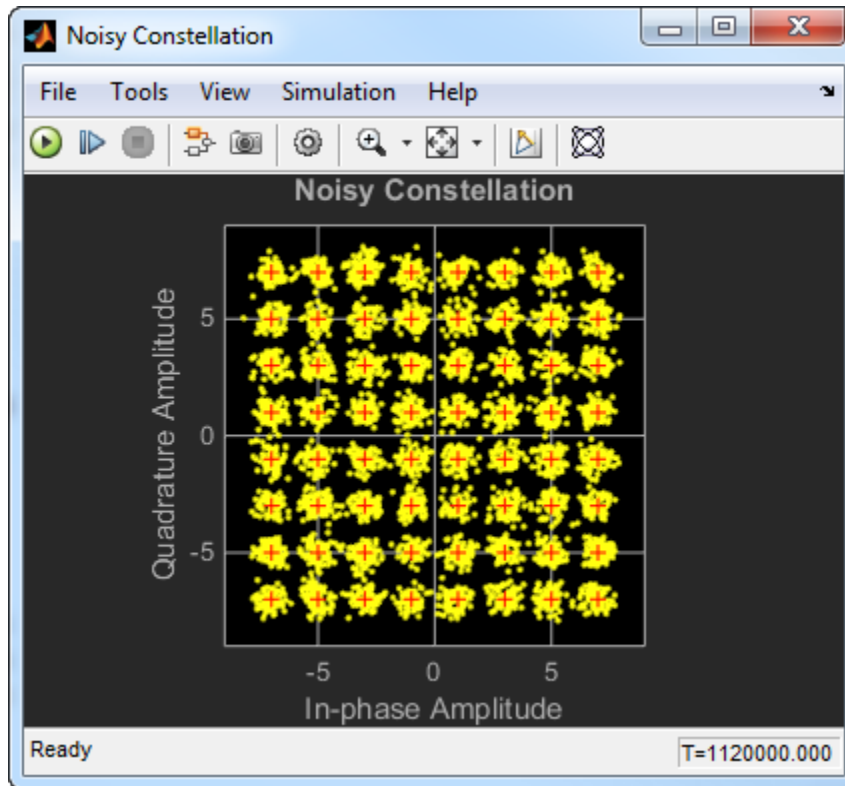 Noisy Constellation
File Tools View Simulation Help
Noisy Constellation
Quadrature Amplitude
5
0
-5
-5 0 5
In-phase Amplitude
Ready T=1120000.000